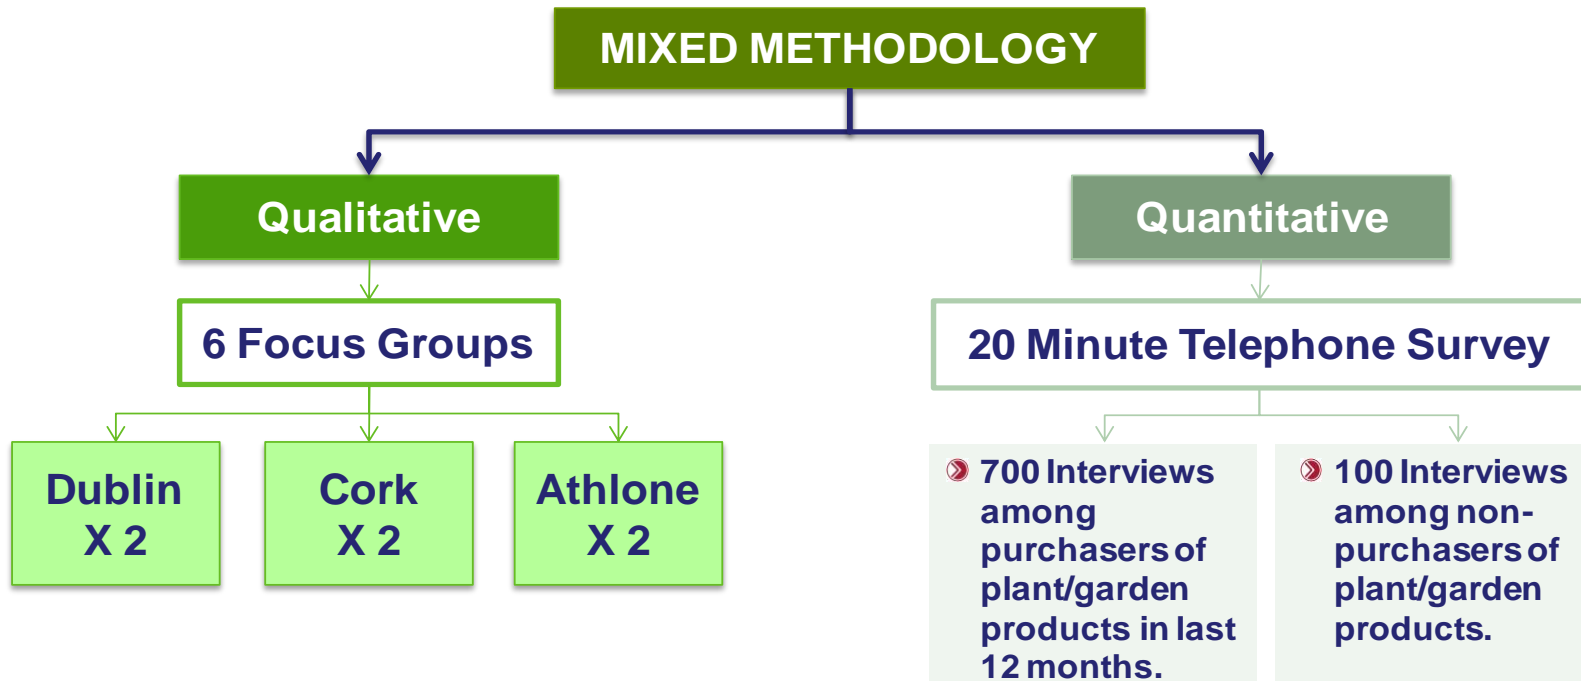 MIXED METHODOLOGY
Qualitative
Quantitative
6 Focus Groups
20 Minute Telephone Survey
Dublin
X 2
Cork
X 2
Athlone
X 2
700 Interviews
among
purchasers of
plant/garden
products in last
12 months.
100 Interviews
among non-
purchasers of
plant/garden
products.